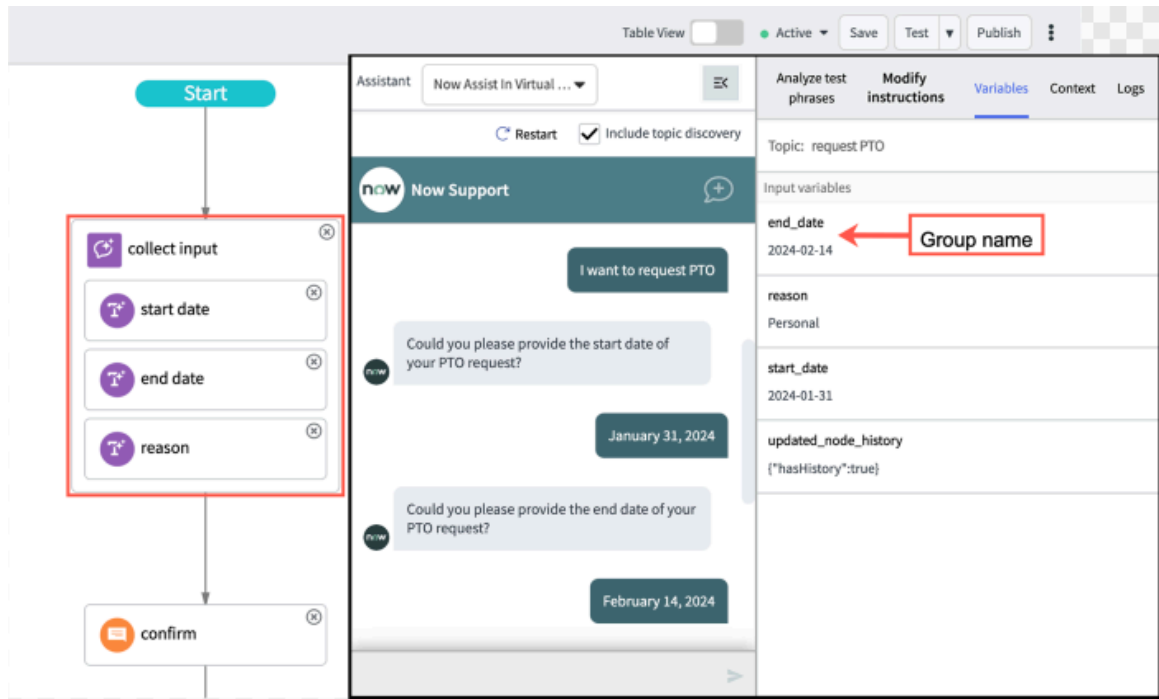 Table View
Active
Save
Test
Publish
Start
collect input
start date
end date
reason
confirm
Assistant
Now Assist In Virtual ...
Restart
Include topic discovery
now
Now Support
I want to request PTO
Could you please provide the start date of
your PTO request?
now
January 31, 2024
Could you please provide the end date of your
PTO request?
now
February 14, 2024
Analyze test
phrases
Modify
instructions
Variables
Context
Logs
Topic: request PTO
Input variables
end_date
2024-02-14
Group name
reason
Personal
start_date
2024-01-31
updated_node_history
{"hasHistory":true}